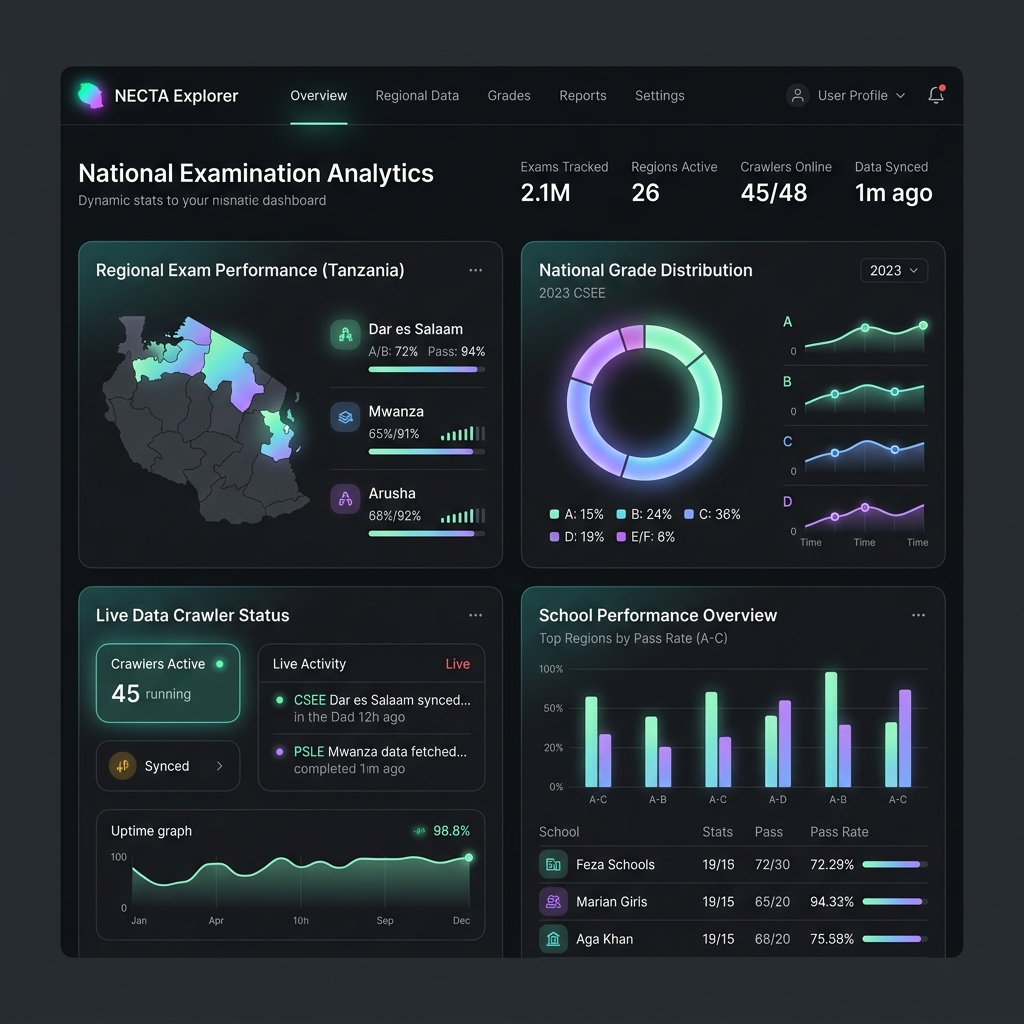 NECTA Explorer
Overview
Regional Data
Grades
Reports
Settings
User Profile
National Examination Analytics
Dynamic stats to your nisnatic dashboard
Exams Tracked
2.1M
Regions Active
26
Crawlers Online
45/48
Data Synced
1m ago
Regional Exam Performance (Tanzania)
Dar es Salaam
A/B: 72% Pass: 94%
Mwanza
65%/91%
Arusha
68%/92%
National Grade Distribution
2023 CSEE
2023
A: 15% B: 24% C: 36%
D: 19% E/F: 6%
A
0
B
0
C
0
D
0
Time Time Time
Live Data Crawler Status
Crawlers Active
45 running
Synced
Live Activity
Live
CSEE Dar es Salaam synced...
in the Dad 12h ago
PSLE Mwanza data fetched...
completed 1m ago
Uptime graph
98.8%
100
0
Jan Apr 10h Sep Dec
School Performance Overview
Top Regions by Pass Rate (A-C)
100%
50%
20%
0%
A-C A-B A-C A-D A-B A-C
School Stats Pass Pass Rate
Feza Schools 19/15 72/30 72.29%
Marian Girls 19/15 65/20 94.33%
Aga Khan 19/15 68/20 75.58%